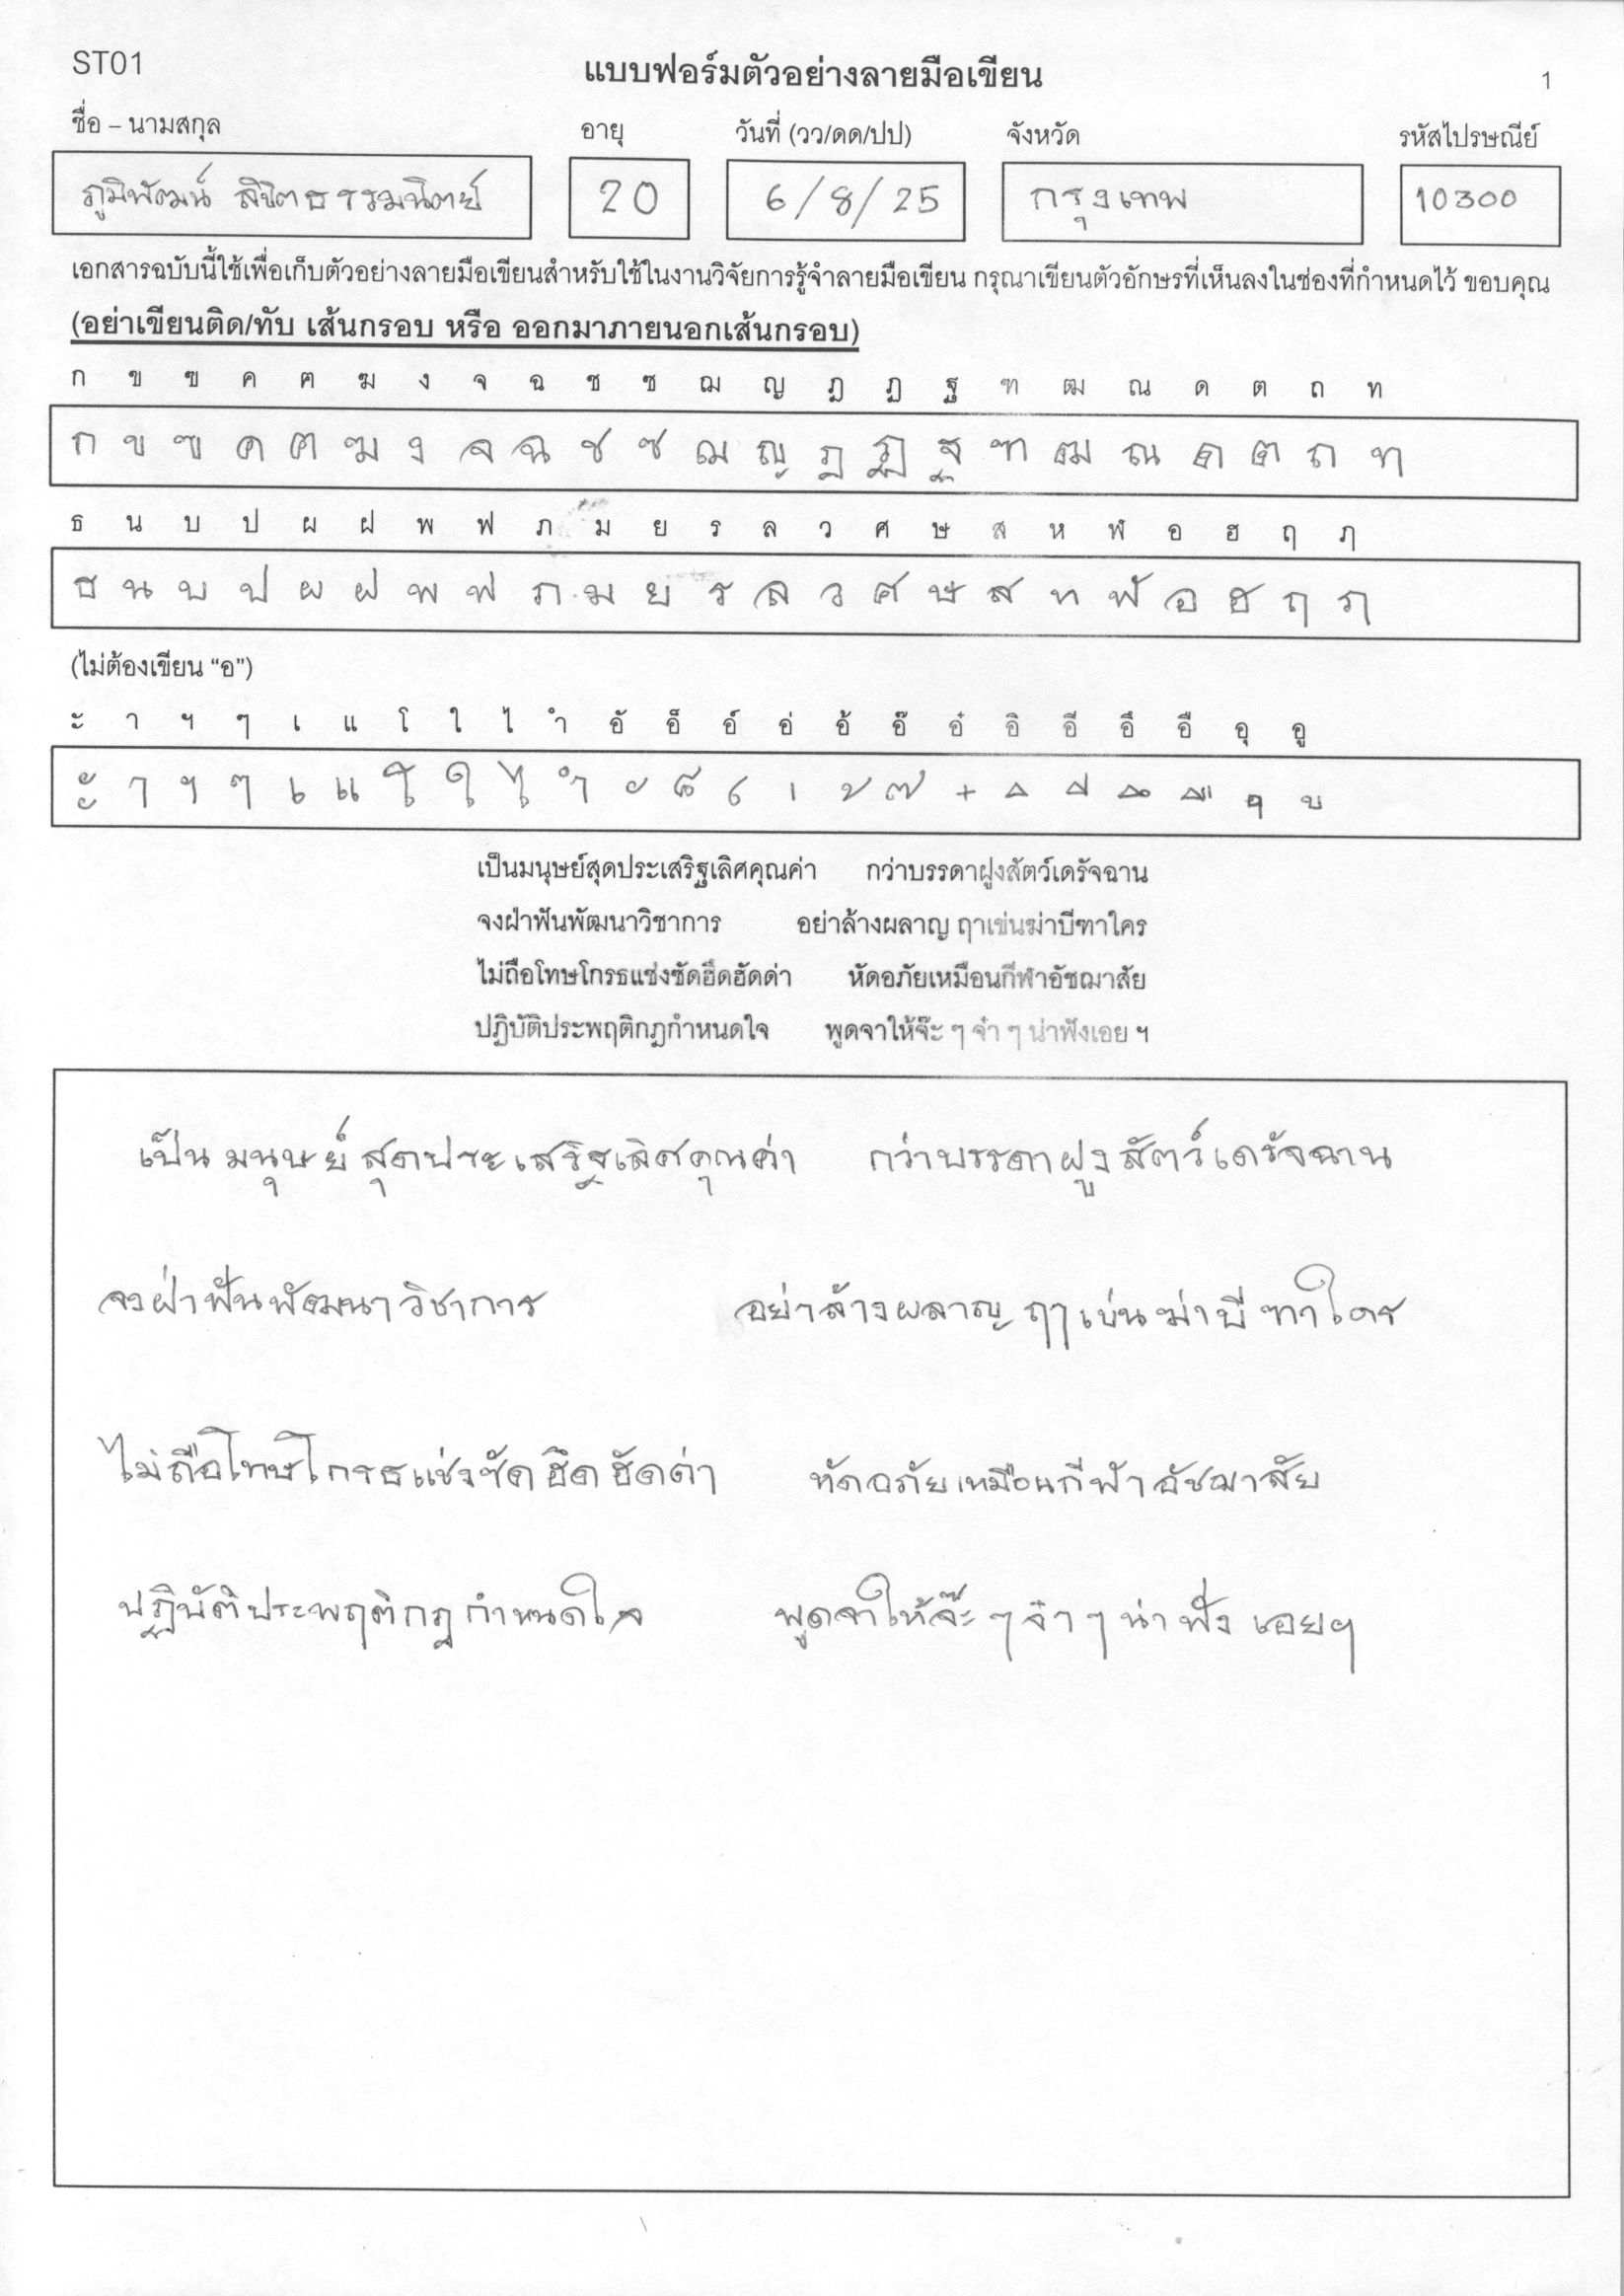 ST01
แบบฟอร์มตัวอย่างลายมือเขียน
1
ชื่อ – นามสกุล อายุ วันที่ (วว/ดด/ปป) จังหวัด รหัสไปรษณีย์
ภูมิพัฒน์ ลิขิตธรรมนิตย์ 20 6/8/25 กรุงเทพ 10300
เอกสารฉบับนี้ใช้เพื่อเก็บตัวอย่างลายมือเขียนสำหรับใช้ในงานวิจัยการรู้จำลายมือเขียน กรุณาเขียนตัวอักษรที่เห็นลงในช่องที่กำหนดไว้ ขอบคุณ
(อย่าเขียนติด/ทับ เส้นกรอบ หรือ ออกมาภายนอกเส้นกรอบ)
ก ข ฃ ค ฅ ฆ ง จ ฉ ช ซ ฌ ญ ฎ ฏ ฐ ฑ ฒ ณ ด ต ถ ท
ก ข ฃ ค ฅ ฆ ง จ ฉ ช ซ ฌ ญ ฎ ฏ ฐ ฑ ฒ ณ ด ต ถ ท
ธ น บ ป ผ ฝ พ ฟ ภ ม ย ร ล ว ศ ษ ส ห ฬ อ ฮ ฤ ภ
ธ น บ ป ผ ฝ พ ฟ ภ ม ย ร ล ว ศ ษ ส ห ฬ อ ฮ ฤ ภ
(ไม่ต้องเขียน “อ”)
ะ า ฯ ๆ เ แ โ ใ ไ ำ อั อ็ อ์ อ่ อ้ อ๊ อ๋ อิ อี อึ อื อุ อู
ะ า ฯ ๆ เ แ โ ใ ไ ำ ั ็ ์ ่ ้ ๊ ๋ ิ ี ึ ื ุ ู
เป็นมนุษย์สุดประเสริฐเลิศคุณค่า กว่าบรรดาฝูงสัตว์เดรัจฉาน
จงฝ่าฟันพัฒนาวิชาการ อย่าล้างผลาญ ฤาเข่นฆ่าบีฑาใคร
ไม่ถือโทษโกรธแช่งซัดฮึดฮัดด่า หัดอภัยเหมือนกีฬาอัชฌาสัย
ปฏิบัติประพฤติกฎกำหนดใจ พูดจาให้จ๊ะ ๆ จ๋า ๆ น่าฟังเอย ฯ
เป็นมนุษย์สุดประเสริฐเลิศคุณค่า กว่าบรรดาฝูงสัตว์เดรัจฉาน
จงฝ่าฟันพัฒนาวิชาการ อย่าล้างผลาญ ฤๅเข่นฆ่าบีฑาใคร
ไม่ถือโทษโกรธแช่งซัดฮึดฮัดด่า หัดอภัยเหมือนกีฬาอัชฌาสัย
ปฏิบัติประพฤติกฎกำหนดใจ พูดจาให้จ๊ะ ๆ จ๋า ๆ น่าฟังเอยฯ